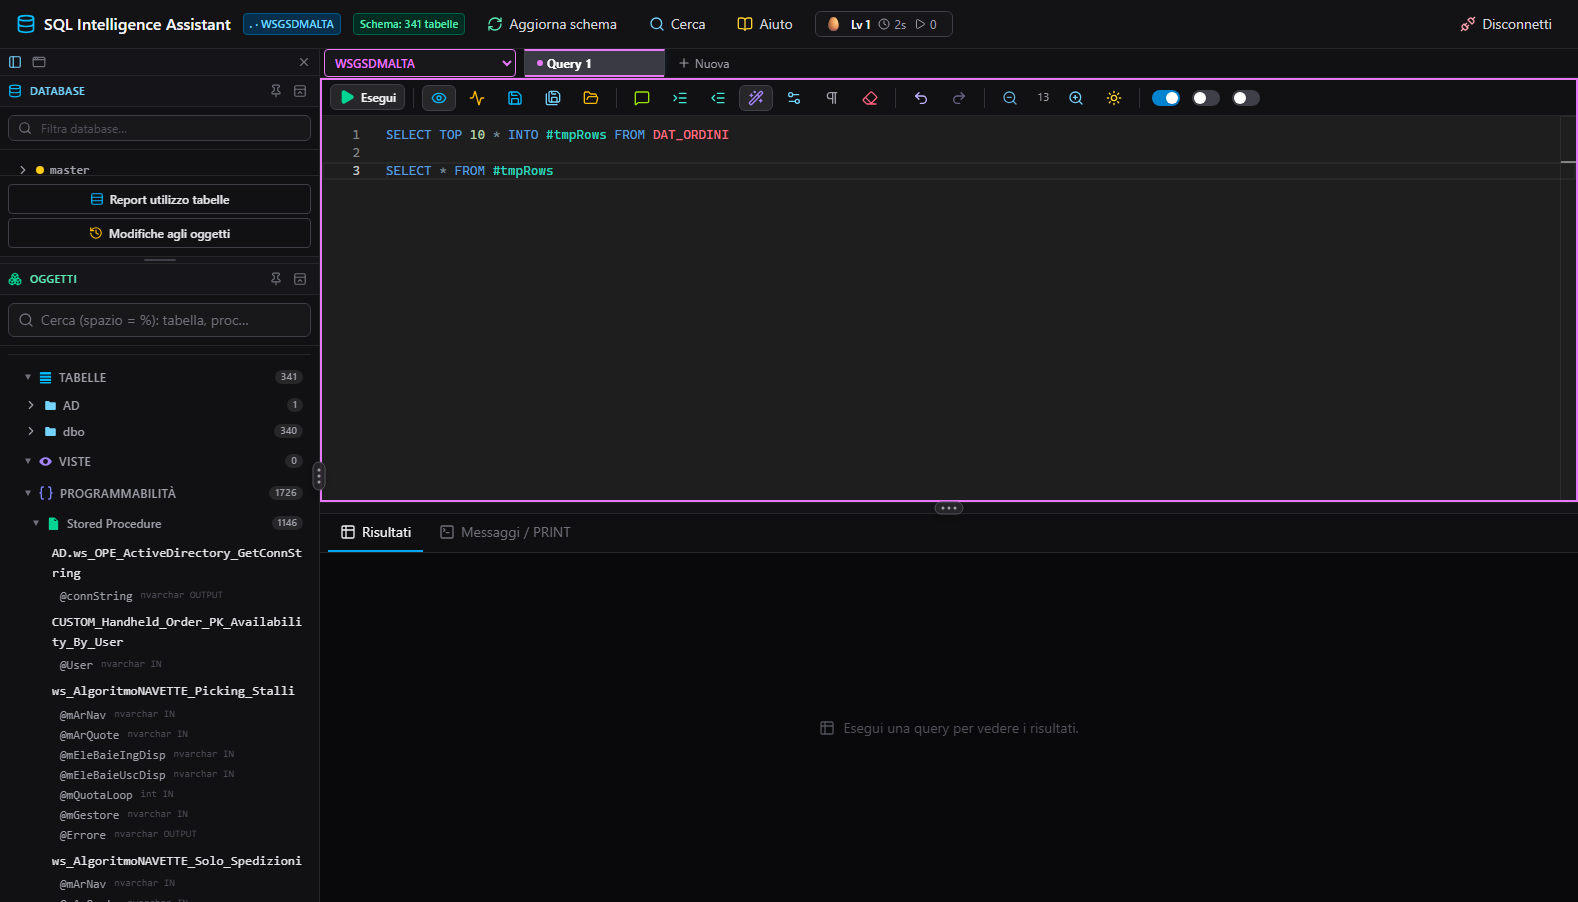 SQL Intelligence Assistant
WSGSDMALTA
Schema: 341 tabelle
Aggiorna schema
Cerca
Aiuto
Lv 1 2s 0
Disconnetti
DATABASE
Filtra database...
master
Report utilizzo tabelle
Modifiche agli oggetti
OGGETTI
Cerca (spazio = %): tabella, proc...
TABELLE 341
AD 1
dbo 340
VISTE 0
PROGRAMMABILITÀ 1726
Stored Procedure 1146
AD.ws_OPE_ActiveDirectory_GetConnSt
ring
@connString nvarchar OUTPUT
CUSTOM_Handheld_Order_PK_Availabili
ty_By_User
@User nvarchar IN
ws_AlgoritmoNAVETTE_Picking_Stalli
@mArNav nvarchar IN
@mArQuote nvarchar IN
@mEleBaieIngDisp nvarchar IN
@mEleBaieUscDisp nvarchar IN
@mQuotaLoop int IN
@mGestore nvarchar IN
@Errore nvarchar OUTPUT
ws_AlgoritmoNAVETTE_Solo_Spedizioni
@mArNav nvarchar IN
WSGSDMALTA
Query 1
Nuova
Esegui
13
1 SELECT TOP 10 * INTO #tmpRows FROM DAT_ORDINI
2
3 SELECT * FROM #tmpRows
Risultati
Messaggi / PRINT
Esegui una query per vedere i risultati.